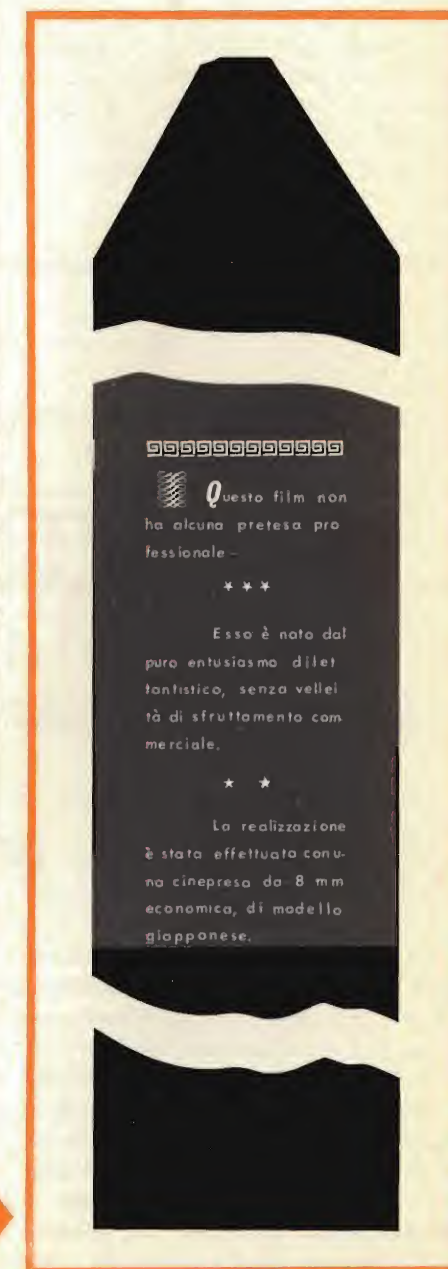 Questo film non
ha alcuna pretesa pro
fessionale -
★ ★ ★
Esso è nato dal
puro entusiasmo dilet
tantistico, senza vellei
tà di sfruttamento com
merciale.
★ ★
La realizzazione
è stata effettuata con u-
na cinepresa da 8 mm
economica, di modello
giapponese.